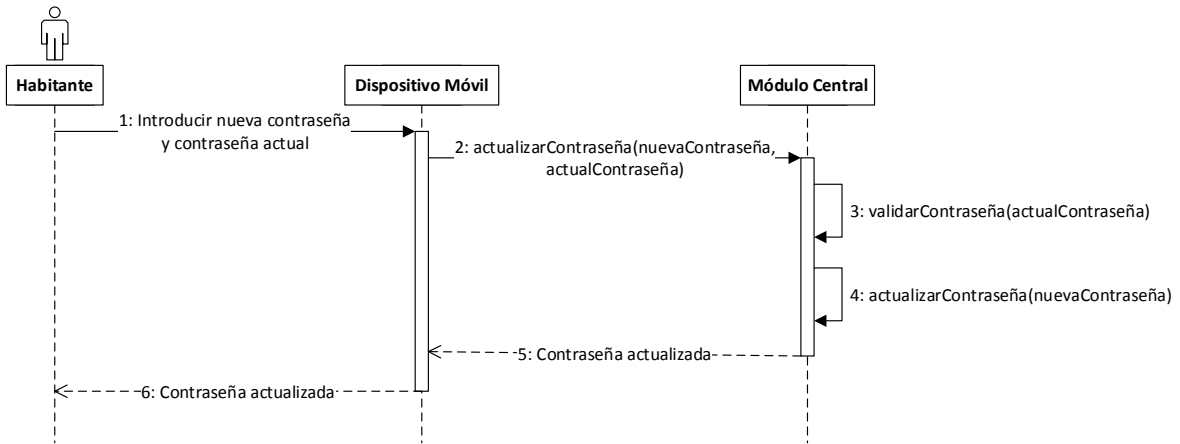 Habitante
Dispositivo Móvil
Módulo Central
1: Introducir nueva contraseña
y contraseña actual
2: actualizarContraseña(nuevaContraseña,
actualContraseña)
3: validarContraseña(actualContraseña)
4: actualizarContraseña(nuevaContraseña)
5: Contraseña actualizada
6: Contraseña actualizada